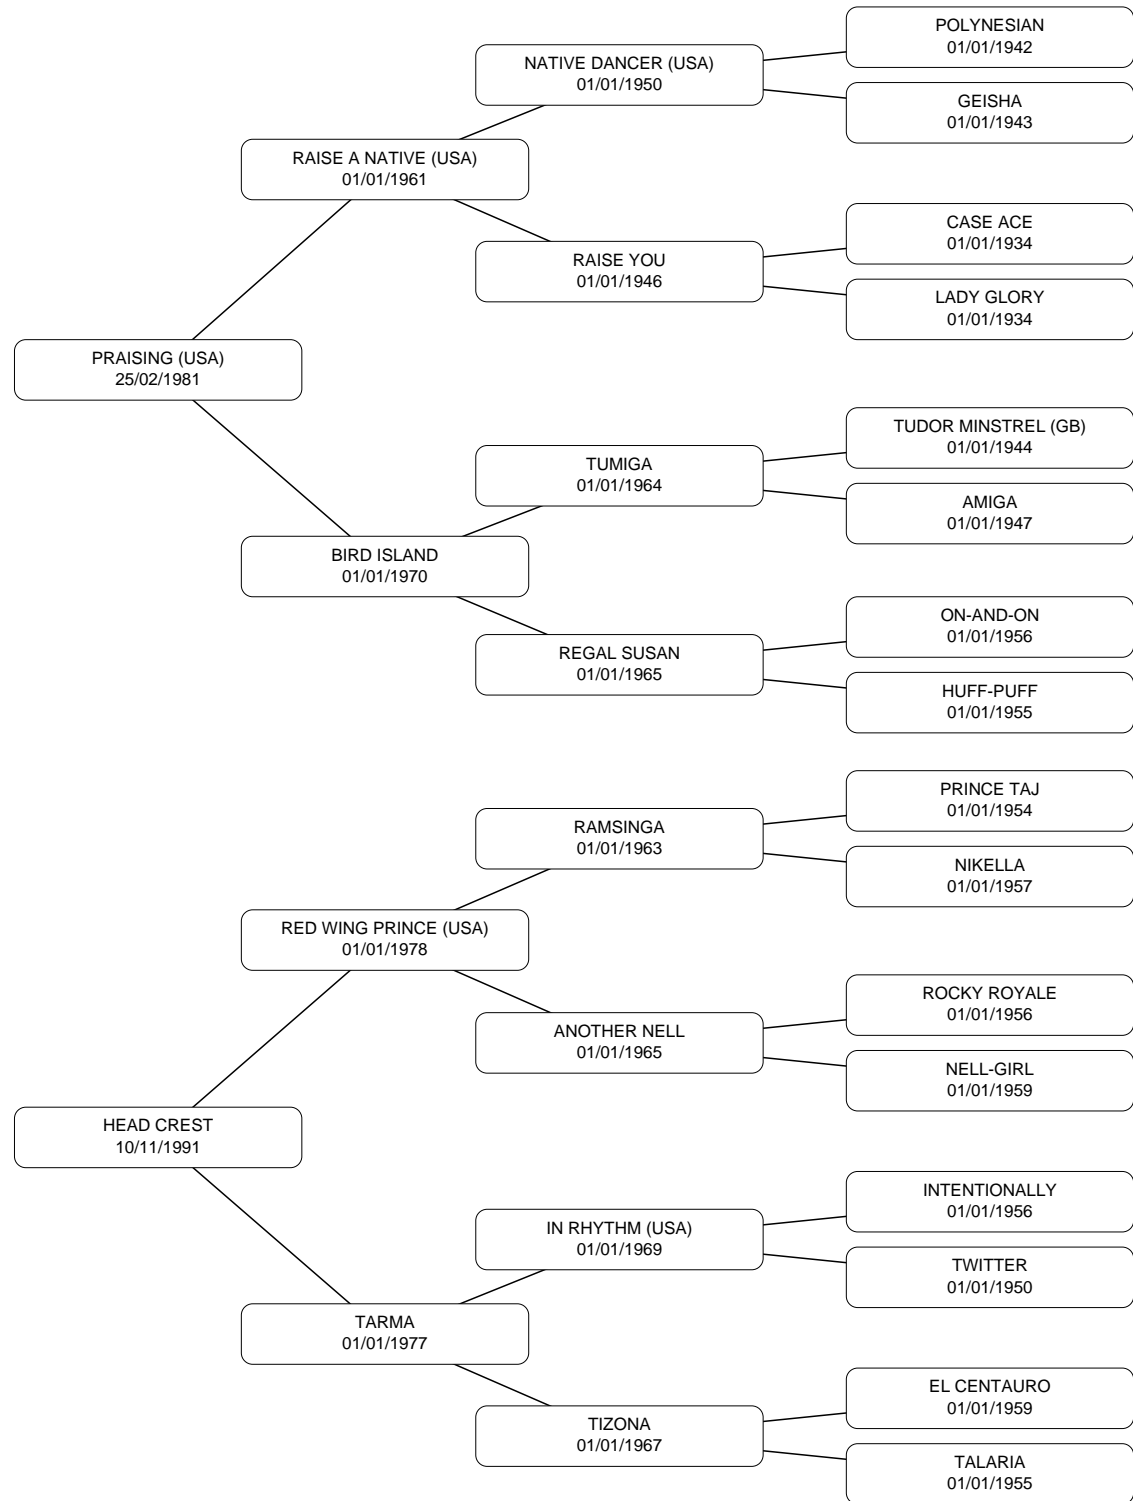 POLYNESIAN
01/01/1942
NATIVE DANCER (USA)
01/01/1950
GEISHA
01/01/1943
RAISE A NATIVE (USA)
01/01/1961
CASE ACE
01/01/1934
RAISE YOU
01/01/1946
LADY GLORY
01/01/1934
PRAISING (USA)
25/02/1981
TUDOR MINSTREL (GB)
01/01/1944
TUMIGA
01/01/1964
AMIGA
01/01/1947
BIRD ISLAND
01/01/1970
ON-AND-ON
01/01/1956
REGAL SUSAN
01/01/1965
HUFF-PUFF
01/01/1955
PRINCE TAJ
01/01/1954
RAMSINGA
01/01/1963
NIKELLA
01/01/1957
RED WING PRINCE (USA)
01/01/1978
ROCKY ROYALE
01/01/1956
ANOTHER NELL
01/01/1965
NELL-GIRL
01/01/1959
HEAD CREST
10/11/1991
INTENTIONALLY
01/01/1956
IN RHYTHM (USA)
01/01/1969
TWITTER
01/01/1950
TARMA
01/01/1977
EL CENTAURO
01/01/1959
TIZONA
01/01/1967
TALARIA
01/01/1955